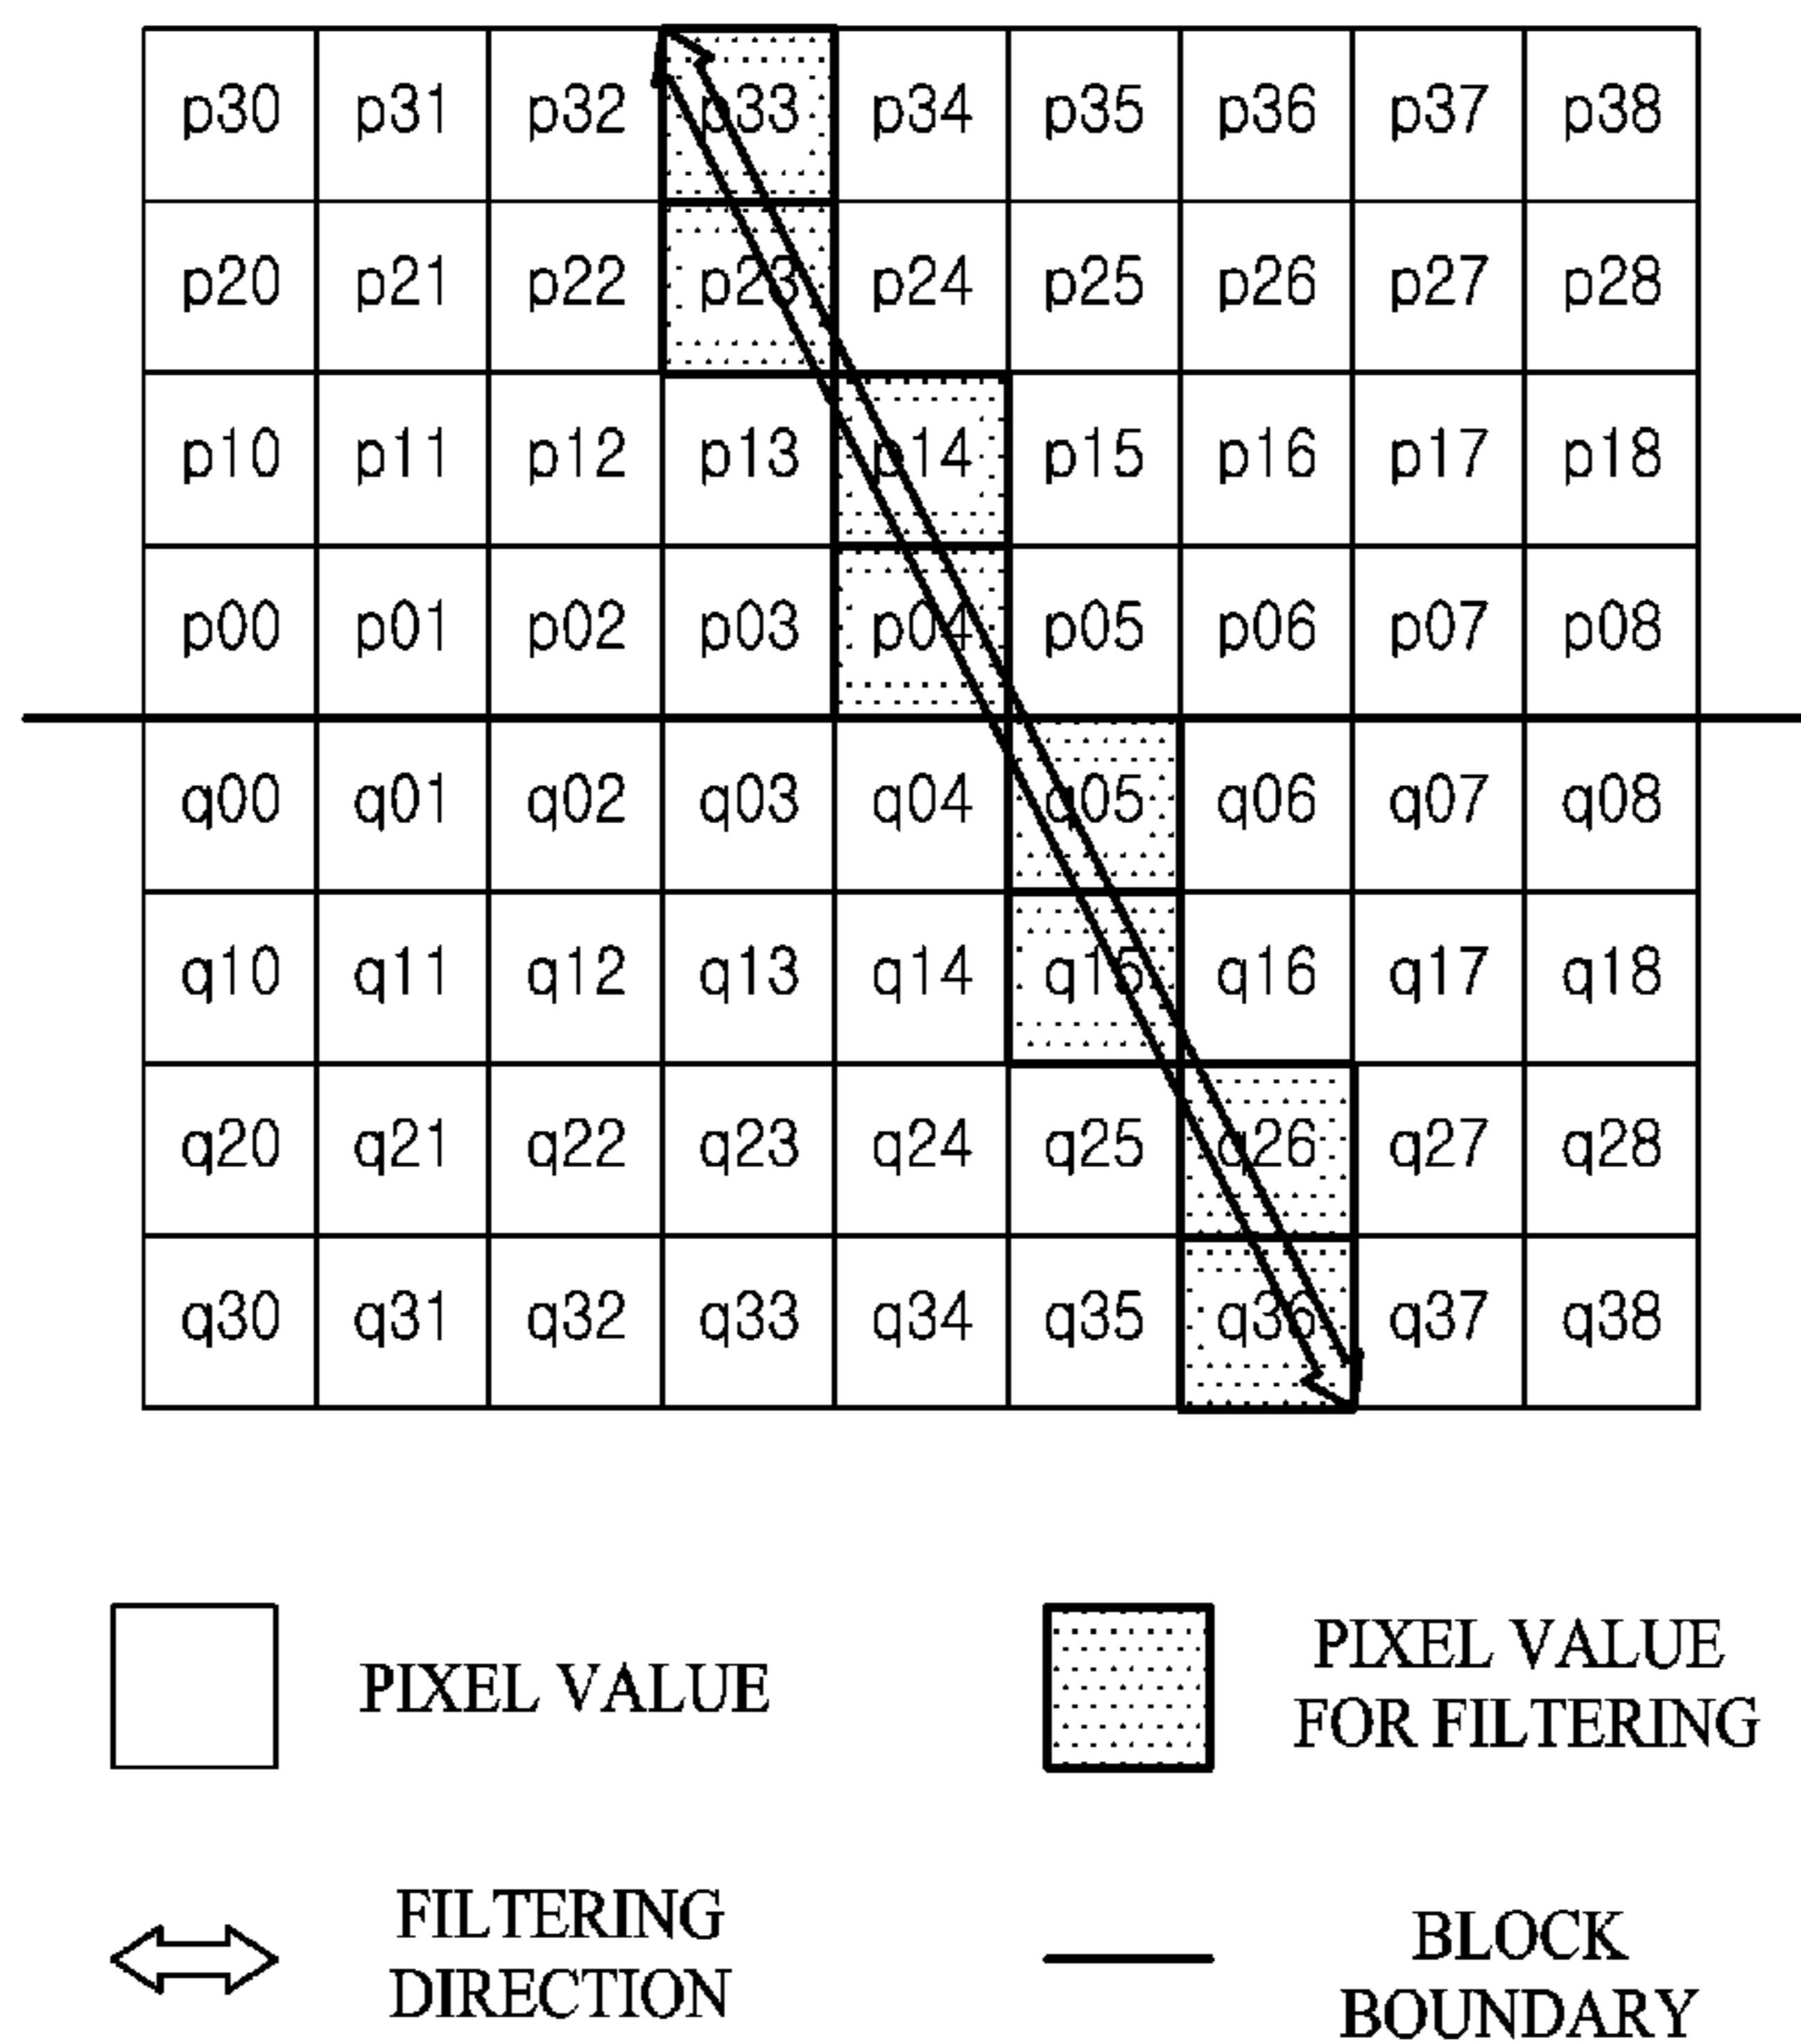 p30 p31 p32 p33 p34 p35 p36 p37 p38
p20 p21 p22 p23 p24 p25 p26 p27 p28
p10 p11 p12 p13 p14 p15 p16 p17 p18
p00 p01 p02 p03 p04 p05 p06 p07 p08
q00 q01 q02 q03 q04 q05 q06 q07 q08
q10 q11 q12 q13 q14 q15 q16 q17 q18
q20 q21 q22 q23 q24 q25 q26 q27 q28
q30 q31 q32 q33 q34 q35 q36 q37 q38
PIXEL VALUE
PIXEL VALUE
FOR FILTERING
FILTERING
DIRECTION
BLOCK
BOUNDARY